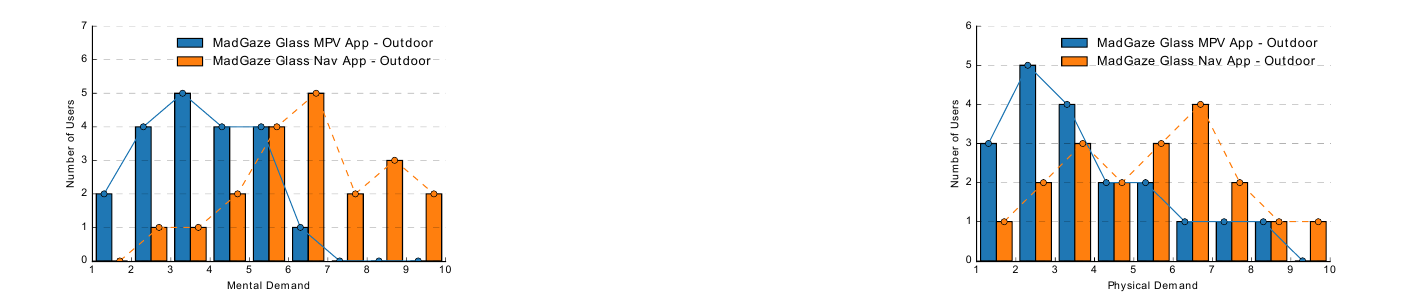 7
6
5
4
3
2
1
0
Number of Users
MadGaze Glass MPV App - Outdoor
MadGaze Glass Nav App - Outdoor
1 2 3 4 5 6 7 8 9 10
Mental Demand
6
5
4
3
2
1
0
Number of Users
MadGaze Glass MPV App - Outdoor
MadGaze Glass Nav App - Outdoor
1 2 3 4 5 6 7 8 9 10
Physical Demand